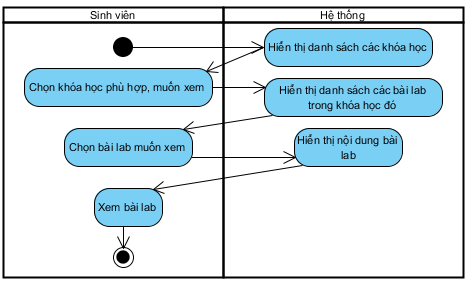 Sinh viên
Hệ thống
Hiển thị danh sách các khóa học
Chọn khóa học phù hợp, muốn xem
Hiển thị danh sách các bài lab
trong khóa học đó
Chọn bài lab muốn xem
Hiển thị nội dung bài
lab
Xem bài lab